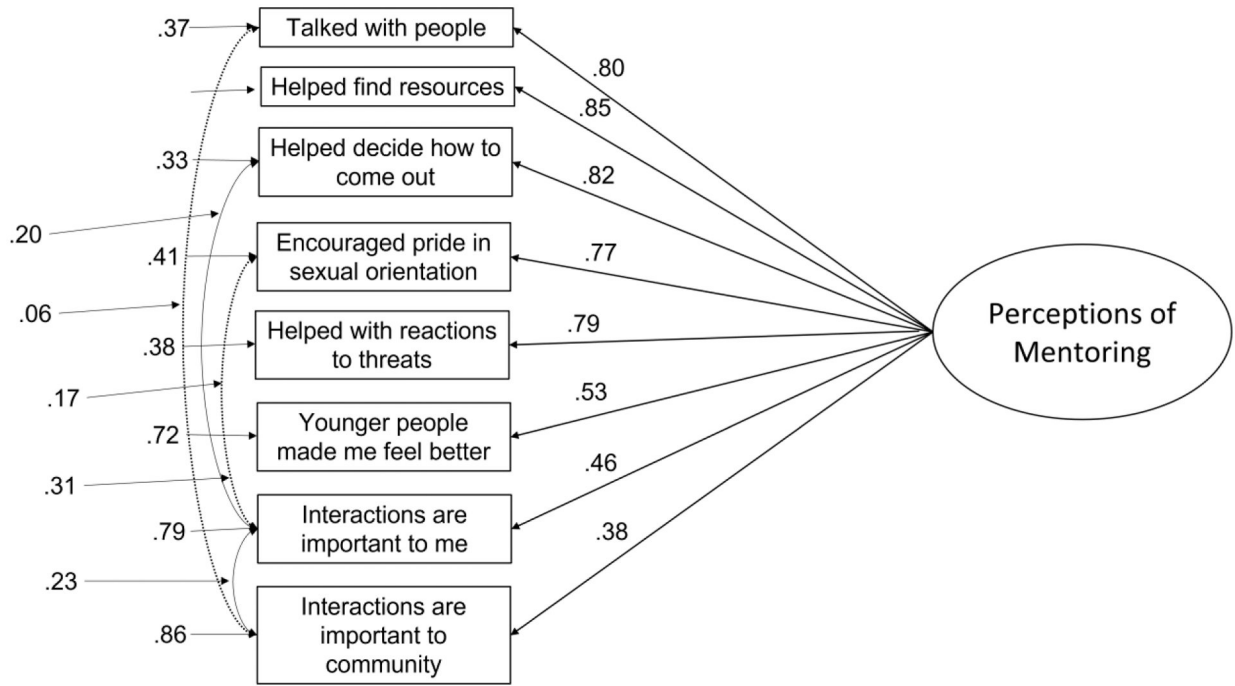 .37
Talked with people
.80
Helped find resources
.85
.33
Helped decide how to
come out
.82
.20
.41
Encouraged pride in
sexual orientation
.77
.06
.38
Helped with reactions
to threats
.79
Perceptions of
Mentoring
.17
.72
Younger people
made me feel better
.53
.31
.79
Interactions are
important to me
.46
.23
.86
Interactions are
important to
community
.38